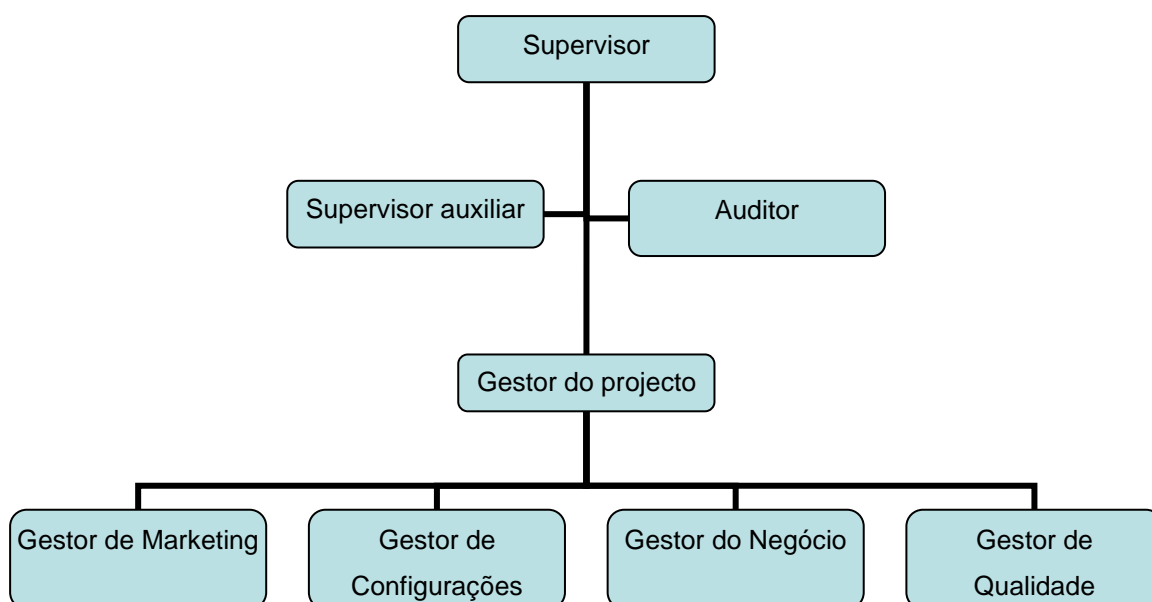 Supervisor
Supervisor auxiliar
Auditor
Gestor do projecto
Gestor de Marketing
Gestor de
Configurações
Gestor do Negócio
Gestor de
Qualidade